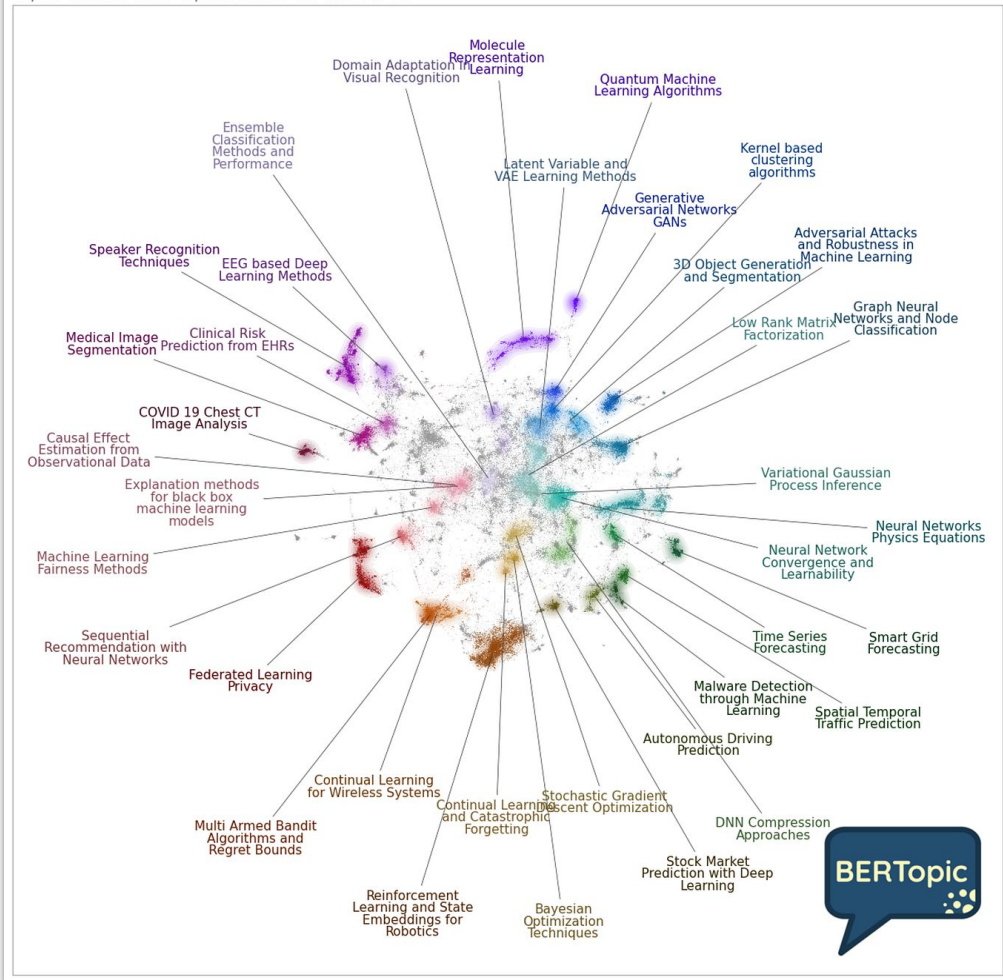 Molecule
Representation
Learning
Domain Adaptation in
Visual Recognition
Quantum Machine
Learning Algorithms
Ensemble
Classification
Methods and
Performance
Latent Variable and
VAE Learning Methods
Kernel based
clustering
algorithms
Generative
Adversarial Networks
GANs
Adversarial Attacks
and Robustness in
Machine Learning
Speaker Recognition
Techniques
EEG based Deep
Learning Methods
3D Object Generation
and Segmentation
Graph Neural
Networks and Node
Classification
Low Rank Matrix
Factorization
Medical Image
Segmentation
Clinical Risk
Prediction from EHRs
COVID 19 Chest CT
Image Analysis
Causal Effect
Estimation from
Observational Data
Explanation methods
for black box
machine learning
models
Variational Gaussian
Process Inference
Neural Networks
Physics Equations
Machine Learning
Fairness Methods
Neural Network
Convergence and
Learnability
Sequential
Recommendation with
Neural Networks
Time Series
Forecasting
Smart Grid
Forecasting
Federated Learning
Privacy
Malware Detection
through Machine
Learning
Spatial Temporal
Traffic Prediction
Autonomous Driving
Prediction
Continual Learning
for Wireless Systems
Continual Learning
and Catastrophic
Forgetting
Stochastic Gradient
Descent Optimization
Multi Armed Bandit
Algorithms and
Regret Bounds
DNN Compression
Approaches
Stock Market
Prediction with Deep
Learning
Reinforcement
Learning and State
Embeddings for
Robotics
Bayesian
Optimization
Techniques
BERTopic